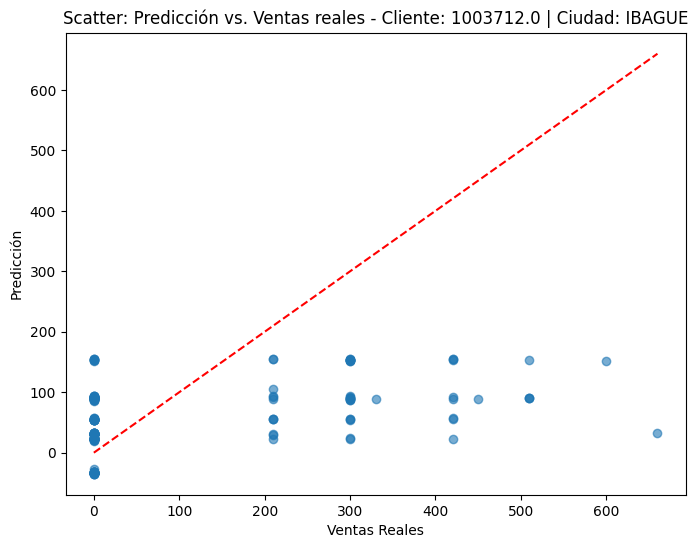 Scatter: Predicción vs. Ventas reales - Cliente: 1003712.0 | Ciudad: IBAGUE
600
500
400
300
200
100
0
Predicción
0 100 200 300 400 500 600
Ventas Reales